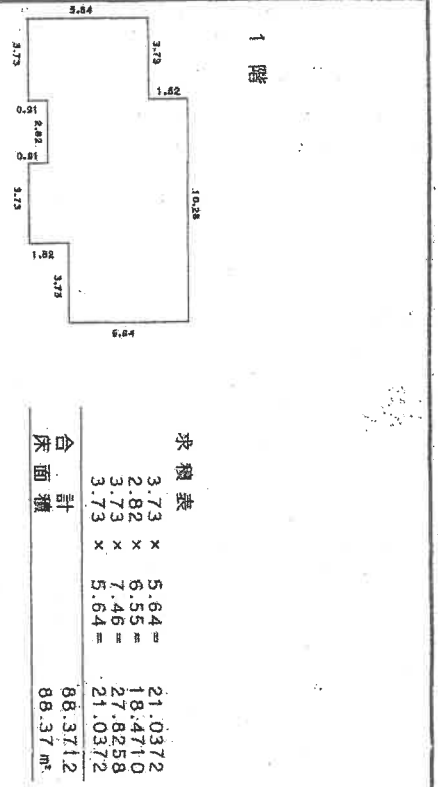 1 階
5.64
3.73
3.73
1.82
0.91
2.82
0.91
10.28
3.73
1.82
3.73
5.64
求積表
3.73 × 5.64 = 21.0372
2.82 × 6.55 = 18.4710
3.73 × 7.46 = 27.8258
3.73 × 5.64 = 21.0372
合計 88.3712
床面積 88.37 m²